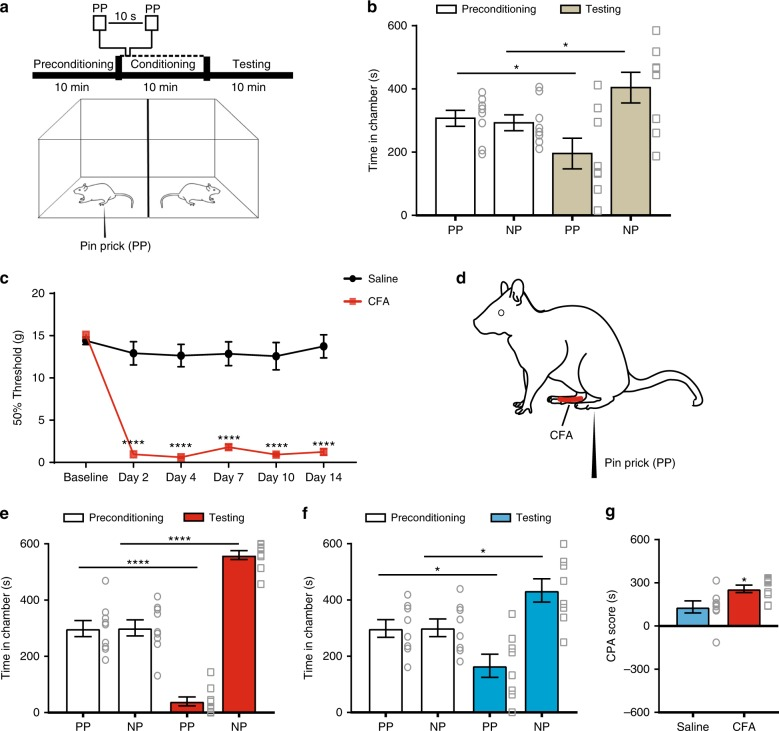 a
PP
PP
10 s
Preconditioning
Conditioning
Testing
10 min
10 min
10 min
Pin prick (PP)
b
Preconditioning
Testing
600
400
200
0
Time in chamber (s)
*
*
PP
NP
PP
NP
c
Saline
CFA
20
15
10
5
0
50% Threshold (g)
****
****
****
****
****
Baseline
Day 2
Day 4
Day 7
Day 10
Day 14
d
CFA
Pin prick (PP)
e
Preconditioning
Testing
600
400
200
0
Time in chamber (s)
****
****
PP
NP
PP
NP
f
Preconditioning
Testing
600
400
200
0
Time in chamber (s)
*
*
PP
NP
PP
NP
g
600
300
0
−300
−600
CPA score (s)
*
Saline
CFA